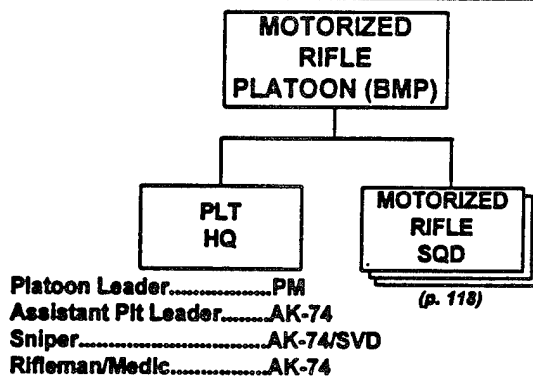 MOTORIZED
RIFLE
PLATOON (BMP)
PLT
HQ
MOTORIZED
RIFLE
SQD
(p. 118)
Platoon Leader....................PM
Assistant Plt Leader........AK-74
Sniper..............................AK-74/SVD
Rifleman/Medic................AK-74